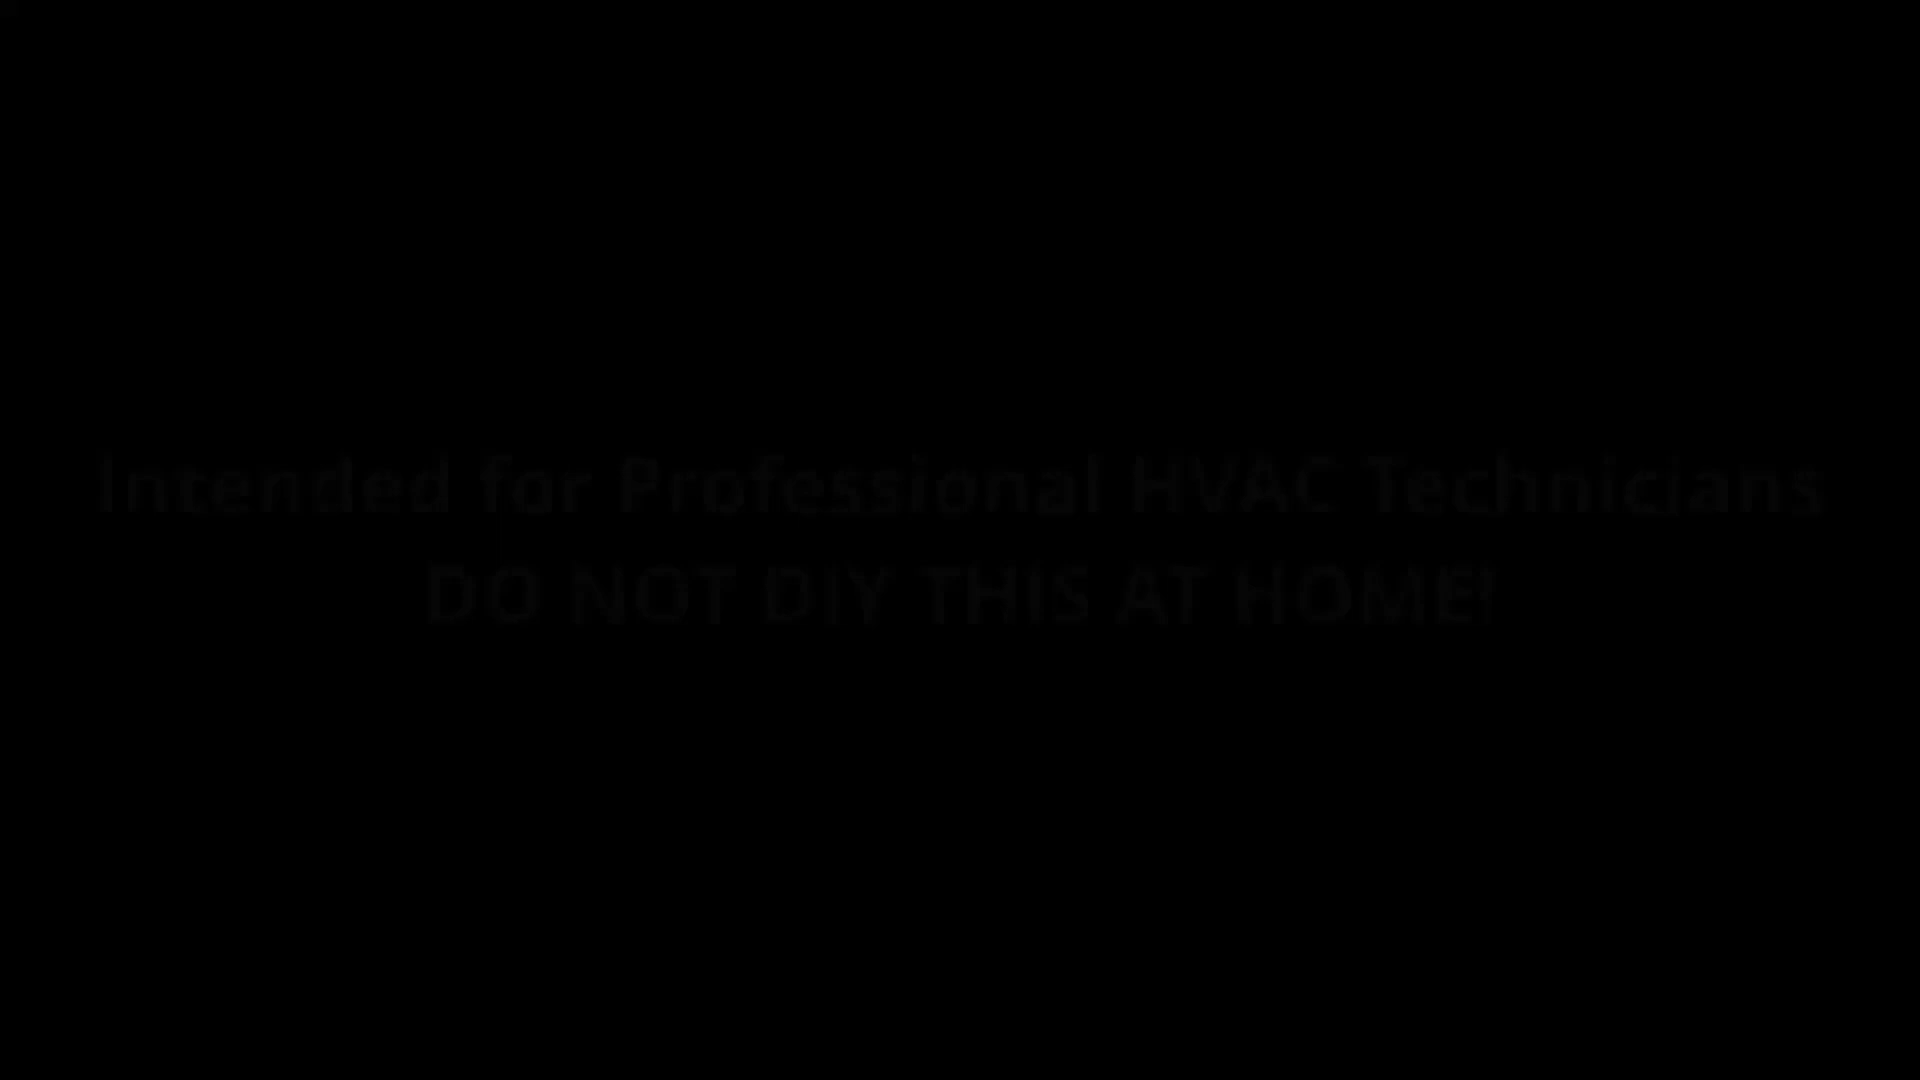 Intended for Professional HVAC Technicians
DO NOT DIY THIS AT HOME!